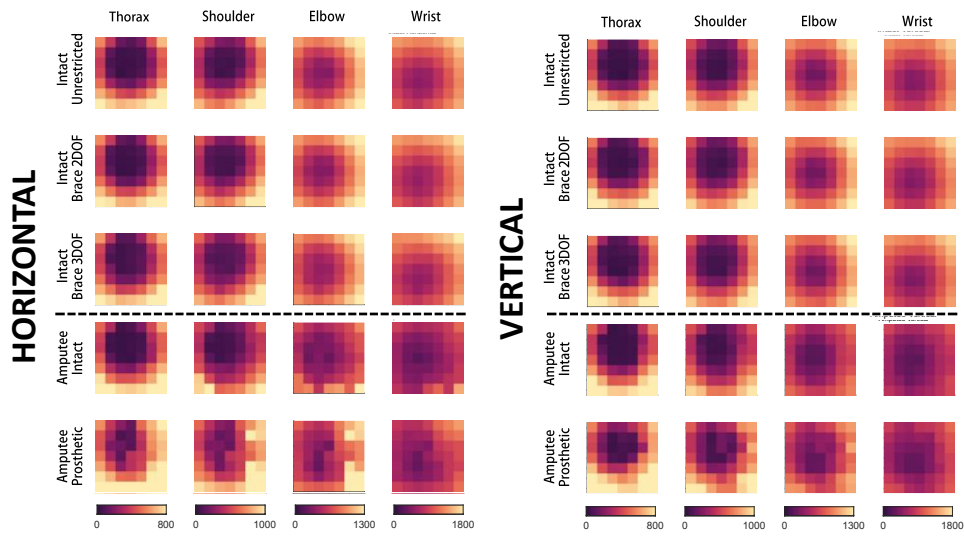 Thorax Shoulder Elbow Wrist
Intact
Unrestricted
Intact
Brace 2DOF
Intact
Brace 3DOF
Amputee
Intact
Amputee
Prosthetic
HORIZONTAL
0 800 0 1000 0 1300 0 1800
Thorax Shoulder Elbow Wrist
Intact
Unrestricted
Intact
Brace 2DOF
Intact
Brace 3DOF
Amputee
Intact
Amputee
Prosthetic
VERTICAL
0 800 0 1000 0 1300 0 1800